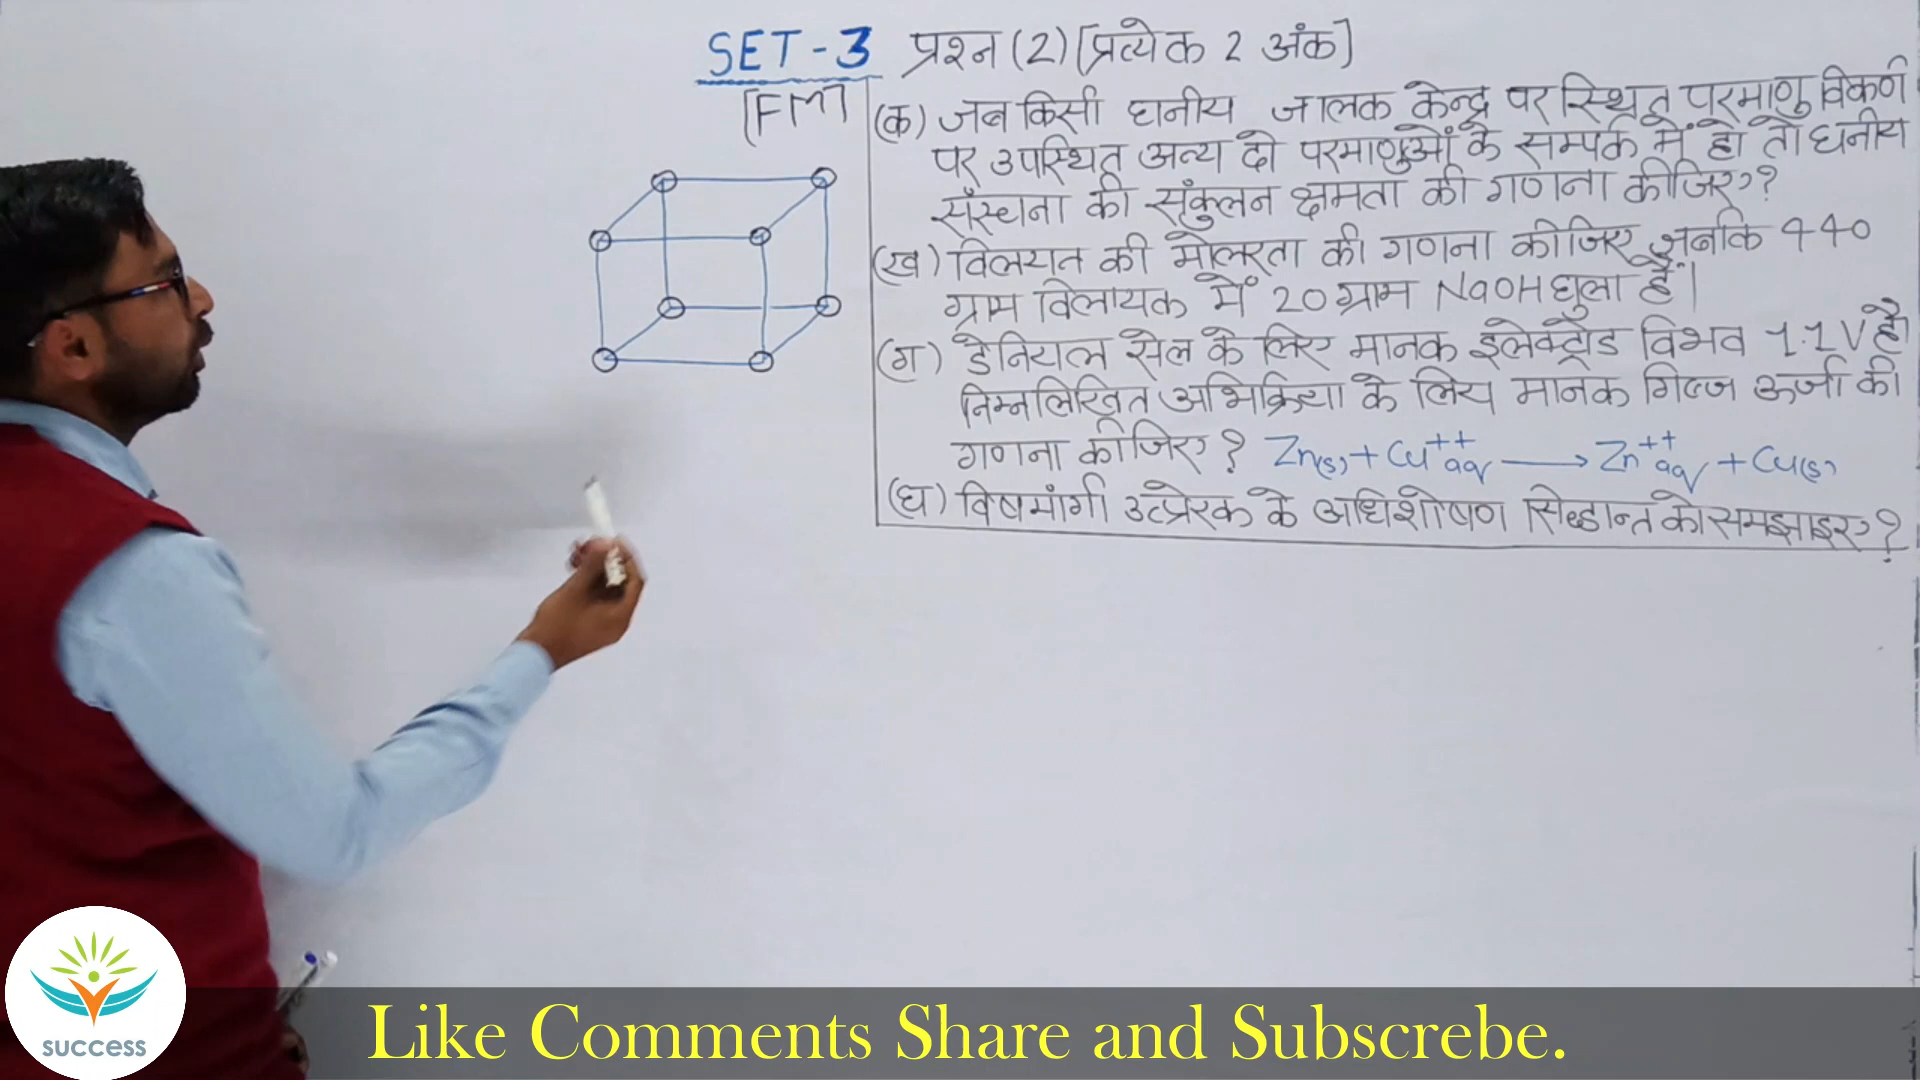 SET-3 प्रश्न (2) [प्रत्येक 2 अंक]
[FM]
(क) जब किसी घनीय जालक केन्द्र पर स्थित परमाणु विकर्ण
पर उपस्थित अन्य दो परमाणुओं के सम्पर्क में हो तो घनीय
संरचना की संकुलन क्षमता की गणना कीजिए?
(ख) विलयन की मोलरता की गणना कीजिए जबकि 440
ग्राम विलायक में 20 ग्राम NaOH घुला है।
(ग) डेनियल सेल के लिए मानक इलेक्ट्रोड विभव 1.1V है।
निम्नलिखित अभिक्रिया के लिय मानक गिब्ज ऊर्जा की
गणना कीजिए? Zn(s) + Cu++aq → Zn++aq + Cu(s)
(घ) विषमांगी उत्प्रेरक के अधिशोषण सिद्धान्त को समझाइए?
success
Like Comments Share and Subscrebe.